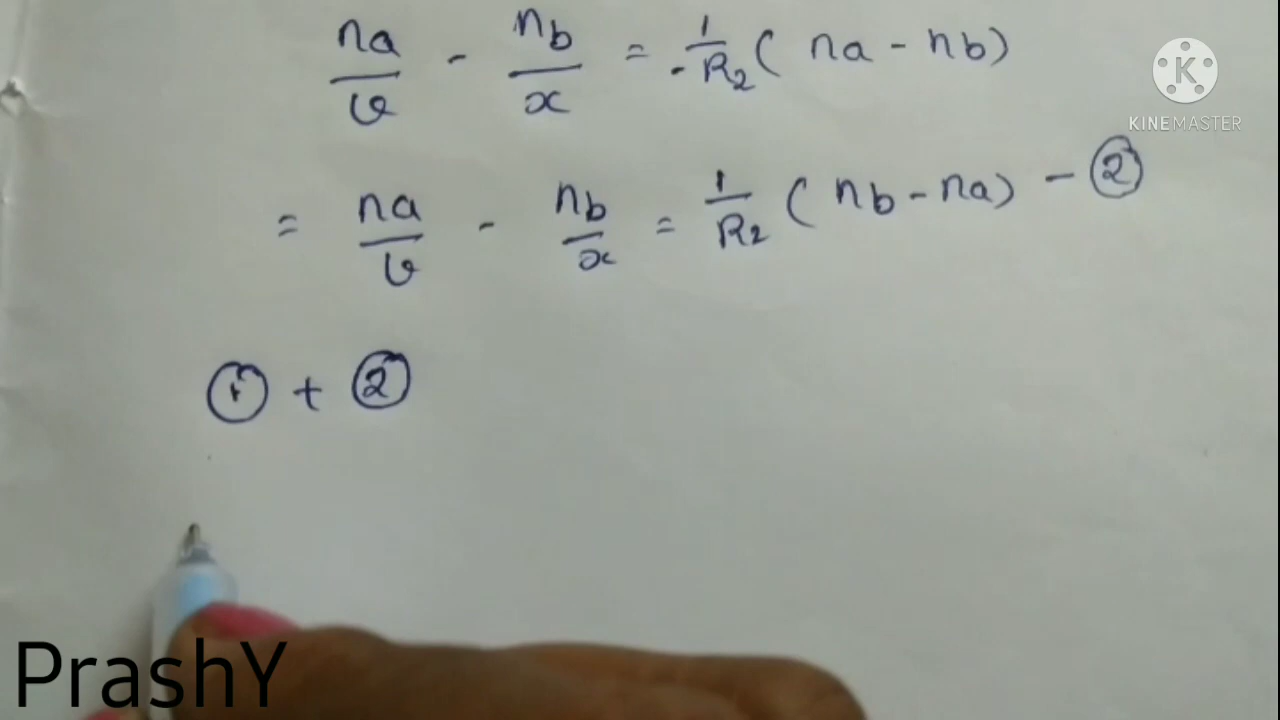 na/v - nb/x = 1/-R2 ( na - nb)
= na/v - nb/x = 1/R2 ( nb - na) - ②
① + ②
KINEMASTER
PrashY